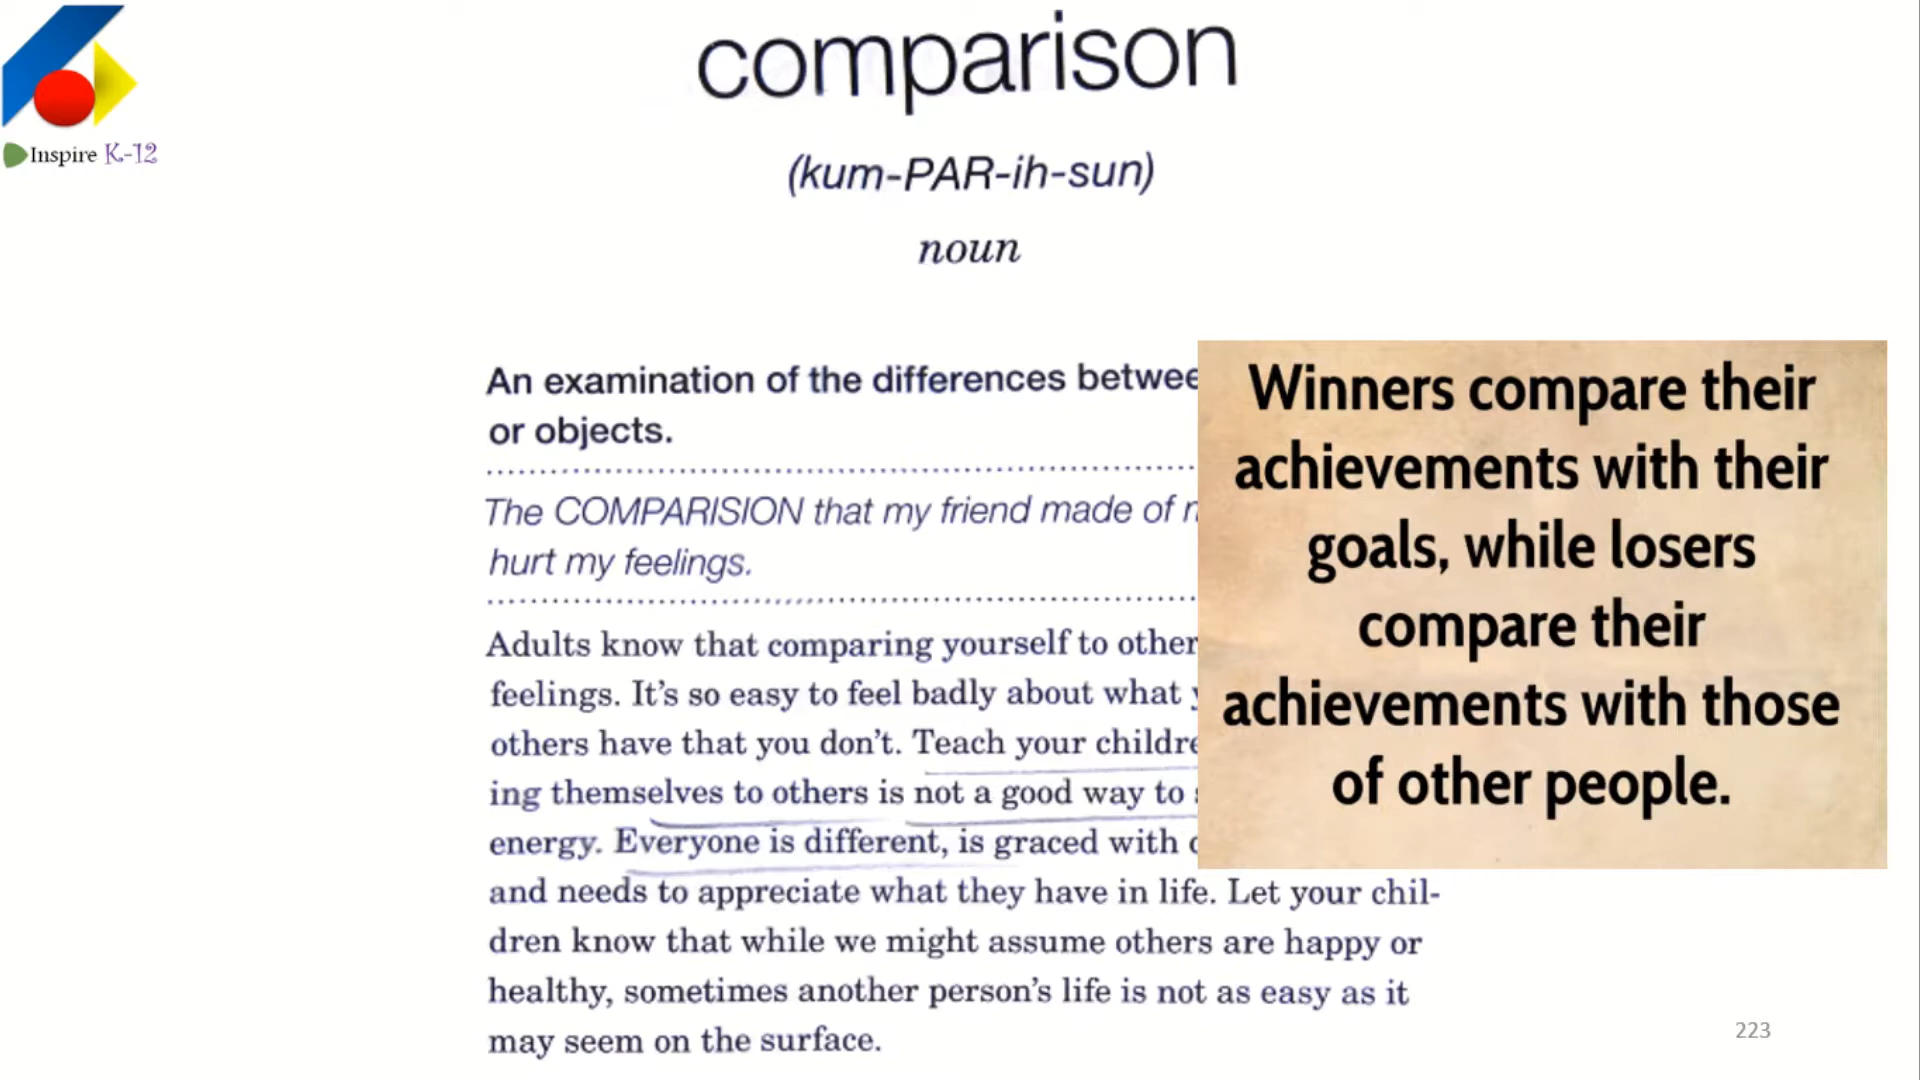 Inspire K-12
comparison
(kum-PAR-ih-sun)
noun
An examination of the differences
or objects.
The COMPARISION that my friend made of
hurt my feelings.
Adults know that comparing yourself to
feelings. It's so easy to feel badly about what
others have that you don't. Teach your
ing themselves to others is not a good way to
energy. Everyone is different, is graced with
and needs to appreciate what they have in life. Let your chil-
dren know that while we might assume others are happy or
healthy, sometimes another person's life is not as easy as it
may seem on the surface.
Winners compare their
achievements with their
goals, while losers
compare their
achievements with those
of other people.
223